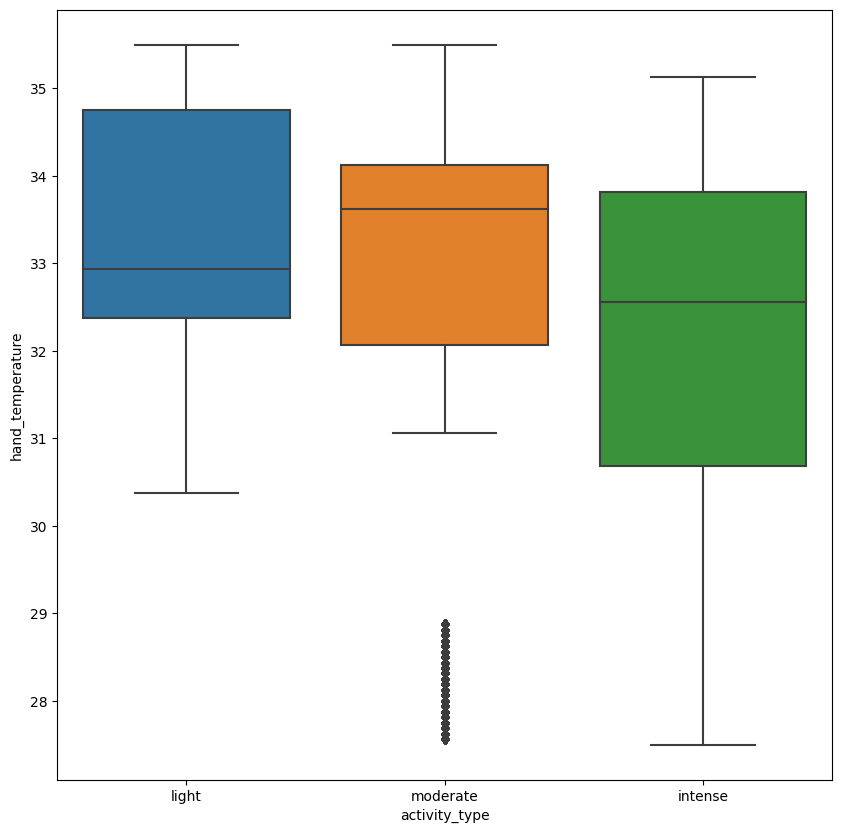 35
34
33
32
31
30
29
28
hand_temperature
light
moderate
intense
activity_type